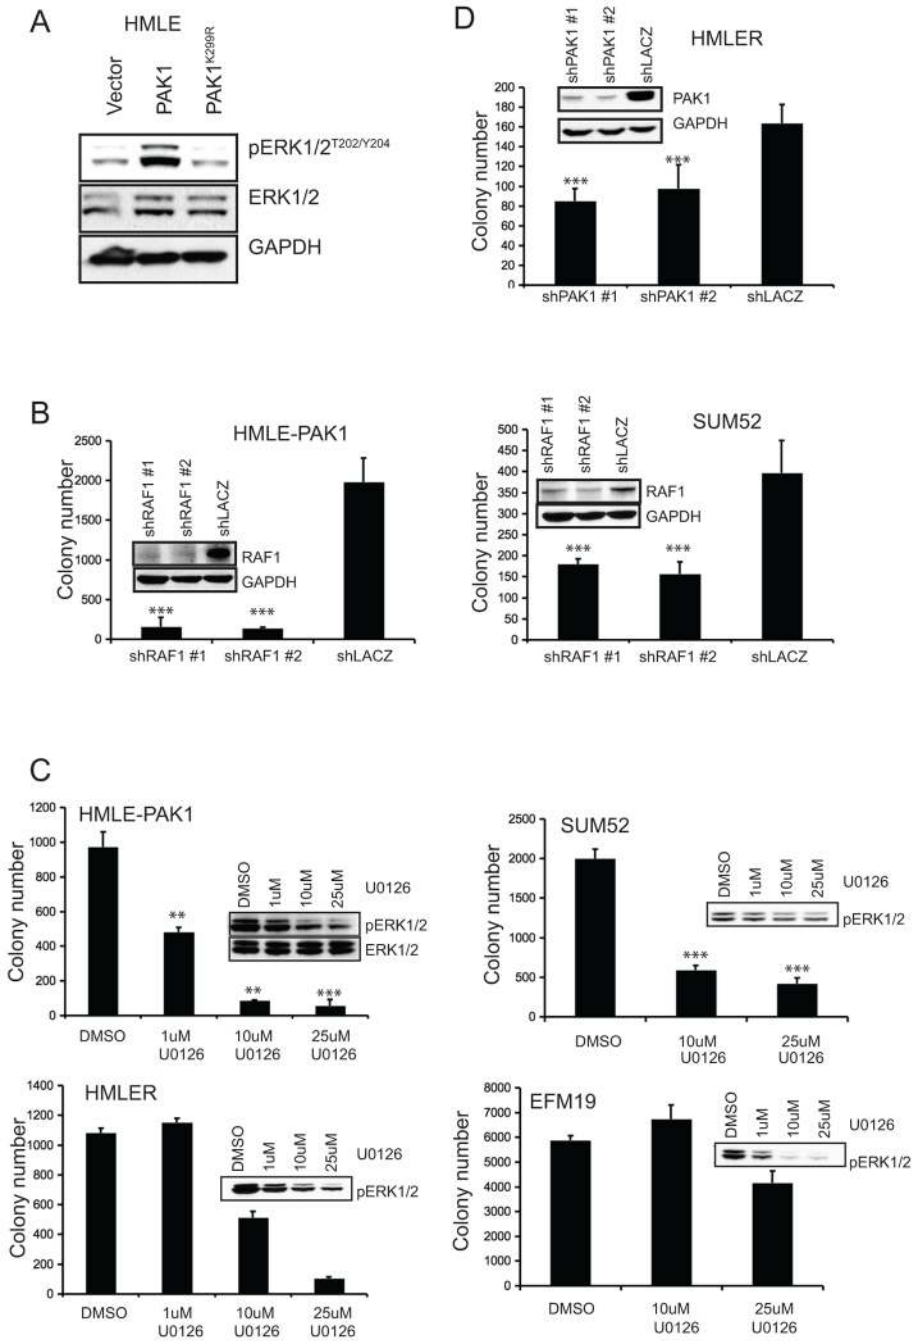 A
HMLE
Vector
PAK1
PAK1K299R
pERK1/2T202/Y204
ERK1/2
GAPDH
D
HMLER
shPAK1 #1
shPAK1 #2
shLACZ
PAK1
GAPDH
Colony number
200
180
160
140
120
100
80
60
40
20
0
***
***
shPAK1 #1 shPAK1 #2 shLACZ
B
HMLE-PAK1
Colony number
2500
2000
1500
1000
500
0
shRAF1 #1
shRAF1 #2
shLACZ
RAF1
GAPDH
***
***
shRAF1 #1 shRAF1 #2 shLACZ
SUM52
Colony number
500
450
400
350
300
250
200
150
100
50
0
shRAF1 #1
shRAF1 #2
shLACZ
RAF1
GAPDH
***
***
shRAF1 #1 shRAF1 #2 shLACZ
C
HMLE-PAK1
Colony number
1200
1000
800
600
400
200
0
DMSO
1uM
10uM
25uM
U0126
pERK1/2
ERK1/2
**
**
***
DMSO 1uM 10uM 25uM
U0126 U0126 U0126
SUM52
Colony number
2500
2000
1500
1000
500
0
DMSO
1uM
10uM
25uM
U0126
pERK1/2
***
***
DMSO 10uM 25uM
U0126 U0126
HMLER
Colony number
1400
1200
1000
800
600
400
200
0
DMSO
1uM
10uM
25uM
U0126
pERK1/2
DMSO 1uM 10uM 25uM
U0126 U0126 U0126
EFM19
Colony number
8000
7000
6000
5000
4000
3000
2000
1000
0
DMSO
1uM
10uM
25uM
U0126
pERK1/2
DMSO 10uM 25uM
U0126 U0126